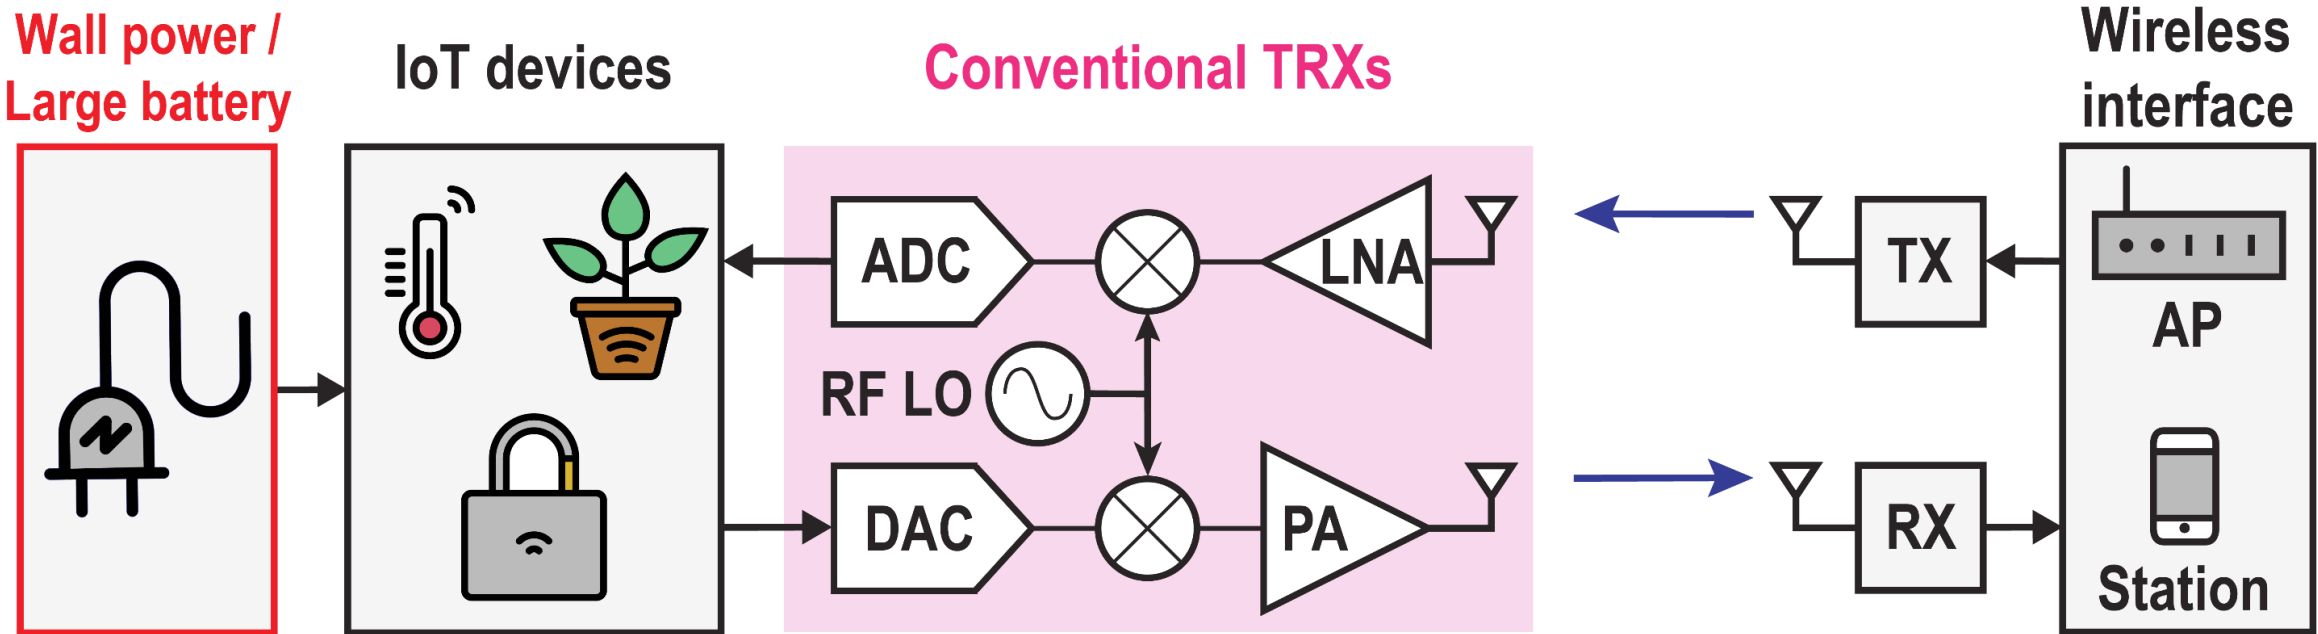 Wall power /
Large battery
IoT devices
Conventional TRXs
Wireless
interface
ADC
LNA
TX
AP
RF LO
DAC
PA
RX
Station